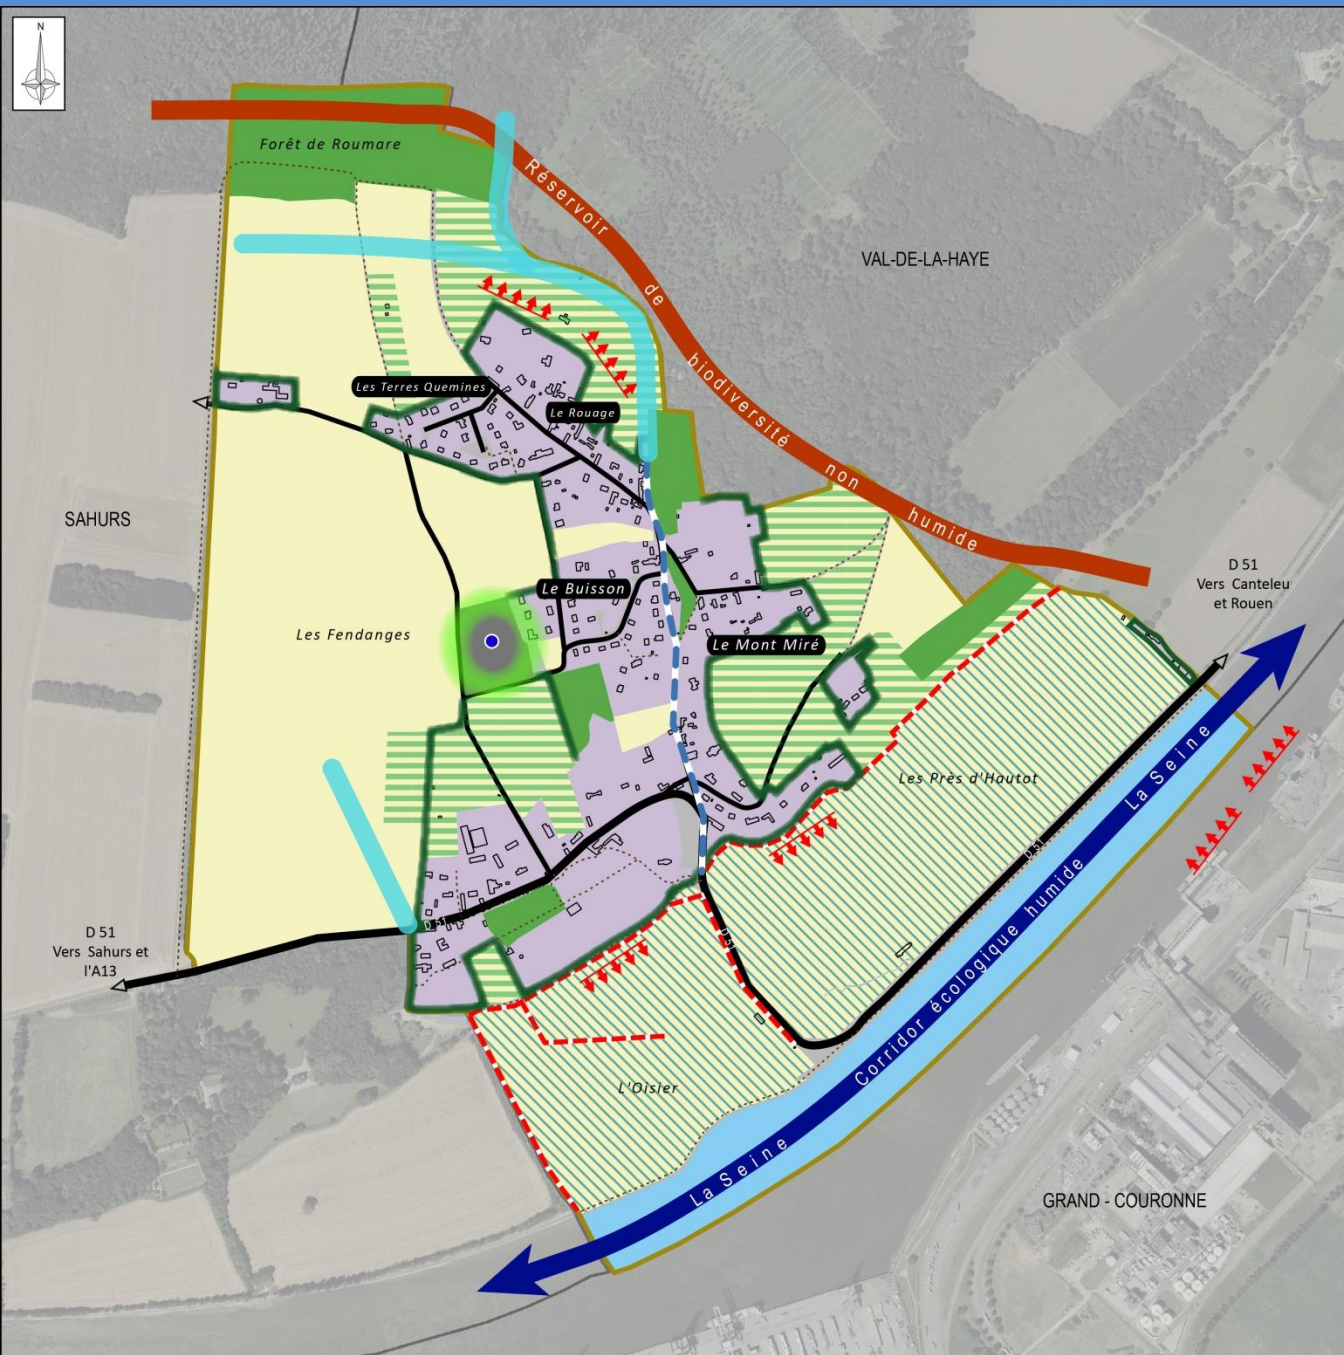 N
Forêt de Roumare
Réservoir de biodiversité non humide
VAL-DE-LA-HAYE
Les Terres Quemines
Le Rouage
SAHURS
D 51
Vers Canteleu
et Rouen
Le Buisson
Les Fendanges
Le Mont Miré
Les Près d'Hautot
D 51
D 51
D 51
D 51
Vers Sahurs et
l'A13
L'Oisier
La Seine Corridor écologique humide La Seine
GRAND - COURONNE